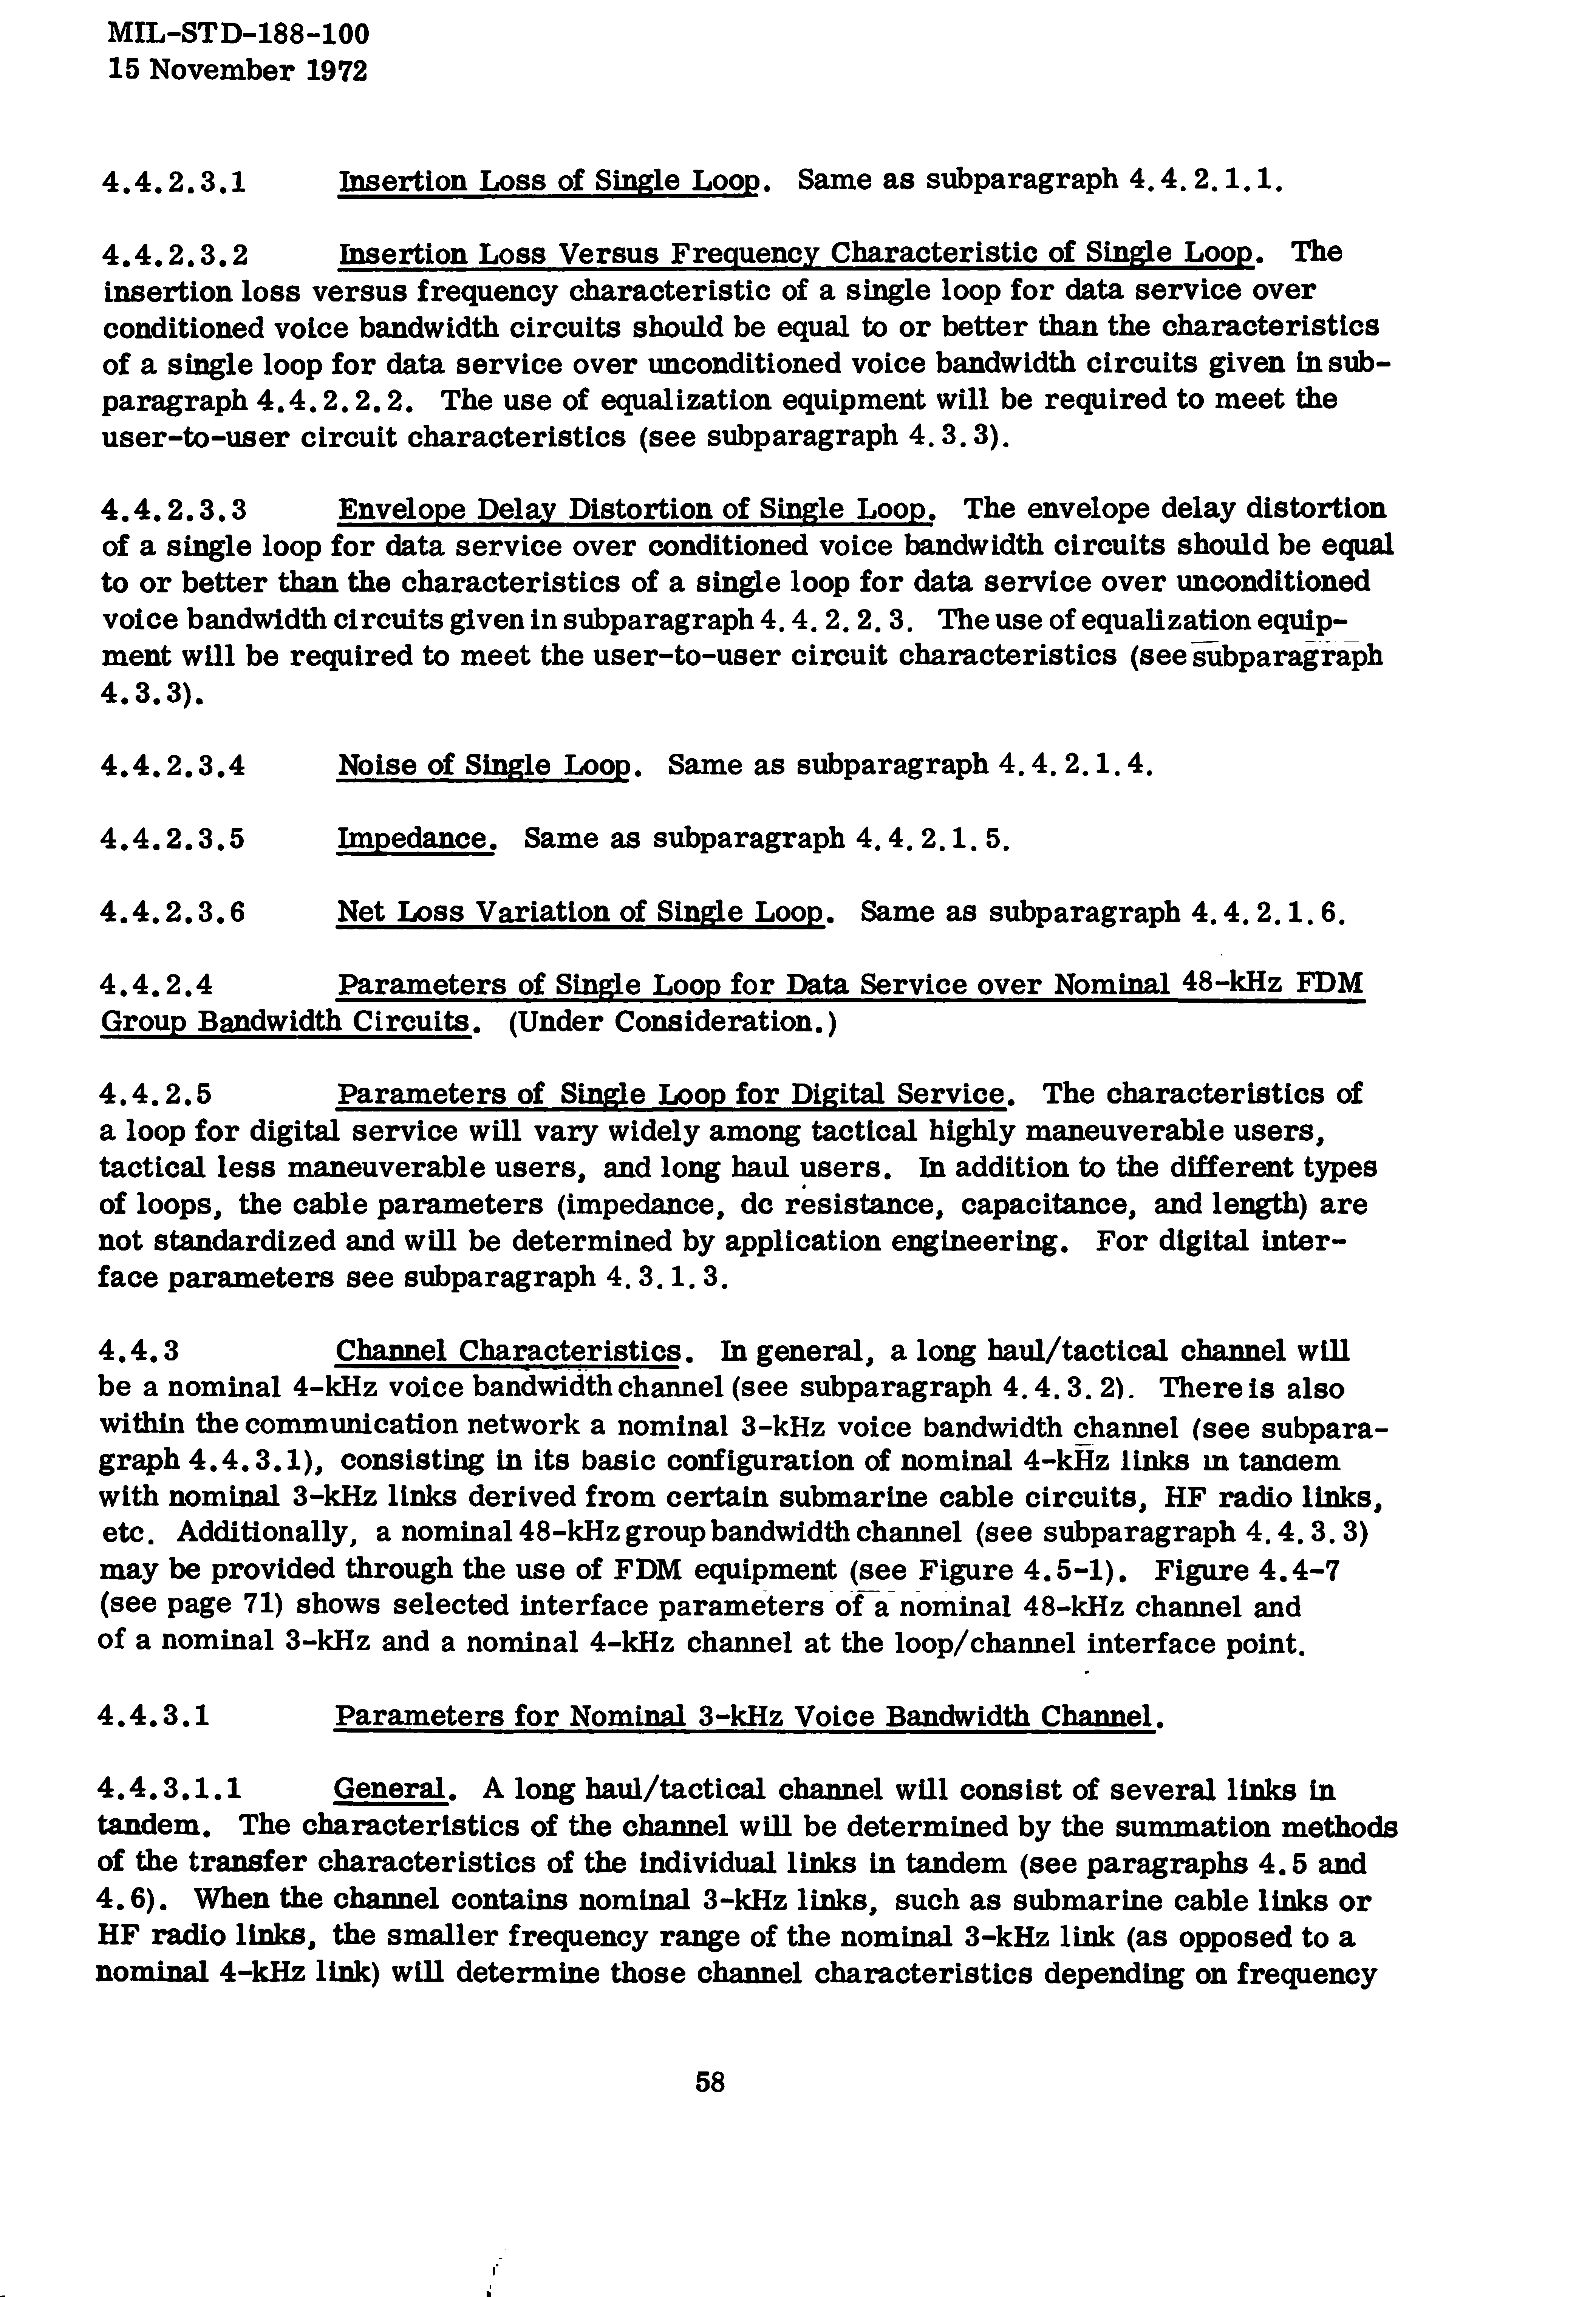 MIL-STD-188-100
15 November 1972
4.4.2.3.1 Insertion Loss of Single Loop. Same as subparagraph 4.4.2.1.1.
4.4.2.3.2 Insertion Loss Versus Frequency Characteristic of Single Loop. The
insertion loss versus frequency characteristic of a single loop for data service over
conditioned voice bandwidth circuits should be equal to or better than the characteristics
of a single loop for data service over unconditioned voice bandwidth circuits given in sub-
paragraph 4.4.2.2.2. The use of equalization equipment will be required to meet the
user-to-user circuit characteristics (see subparagraph 4.3.3).
4.4.2.3.3 Envelope Delay Distortion of Single Loop. The envelope delay distortion
of a single loop for data service over conditioned voice bandwidth circuits should be equal
to or better than the characteristics of a single loop for data service over unconditioned
voice bandwidth circuits given in subparagraph 4.4.2.2.3. The use of equalization equip-
ment will be required to meet the user-to-user circuit characteristics (see subparagraph
4.3.3).
4.4.2.3.4 Noise of Single Loop. Same as subparagraph 4.4.2.1.4.
4.4.2.3.5 Impedance. Same as subparagraph 4.4.2.1.5.
4.4.2.3.6 Net Loss Variation of Single Loop. Same as subparagraph 4.4.2.1.6.
4.4.2.4 Parameters of Single Loop for Data Service over Nominal 48-kHz FDM
Group Bandwidth Circuits. (Under Consideration.)
4.4.2.5 Parameters of Single Loop for Digital Service. The characteristics of
a loop for digital service will vary widely among tactical highly maneuverable users,
tactical less maneuverable users, and long haul users. In addition to the different types
of loops, the cable parameters (impedance, dc resistance, capacitance, and length) are
not standardized and will be determined by application engineering. For digital inter-
face parameters see subparagraph 4.3.1.3.
4.4.3 Channel Characteristics. In general, a long haul/tactical channel will
be a nominal 4-kHz voice bandwidth channel (see subparagraph 4.4.3.2). There is also
within the communication network a nominal 3-kHz voice bandwidth channel (see subpara-
graph 4.4.3.1), consisting in its basic configuration of nominal 4-kHz links in tandem
with nominal 3-kHz links derived from certain submarine cable circuits, HF radio links,
etc. Additionally, a nominal 48-kHz group bandwidth channel (see subparagraph 4.4.3.3)
may be provided through the use of FDM equipment (see Figure 4.5-1). Figure 4.4-7
(see page 71) shows selected interface parameters of a nominal 48-kHz channel and
of a nominal 3-kHz and a nominal 4-kHz channel at the loop/channel interface point.
4.4.3.1 Parameters for Nominal 3-kHz Voice Bandwidth Channel.
4.4.3.1.1 General. A long haul/tactical channel will consist of several links in
tandem. The characteristics of the channel will be determined by the summation methods
of the transfer characteristics of the individual links in tandem (see paragraphs 4.5 and
4.6). When the channel contains nominal 3-kHz links, such as submarine cable links or
HF radio links, the smaller frequency range of the nominal 3-kHz link (as opposed to a
nominal 4-kHz link) will determine those channel characteristics depending on frequency
58